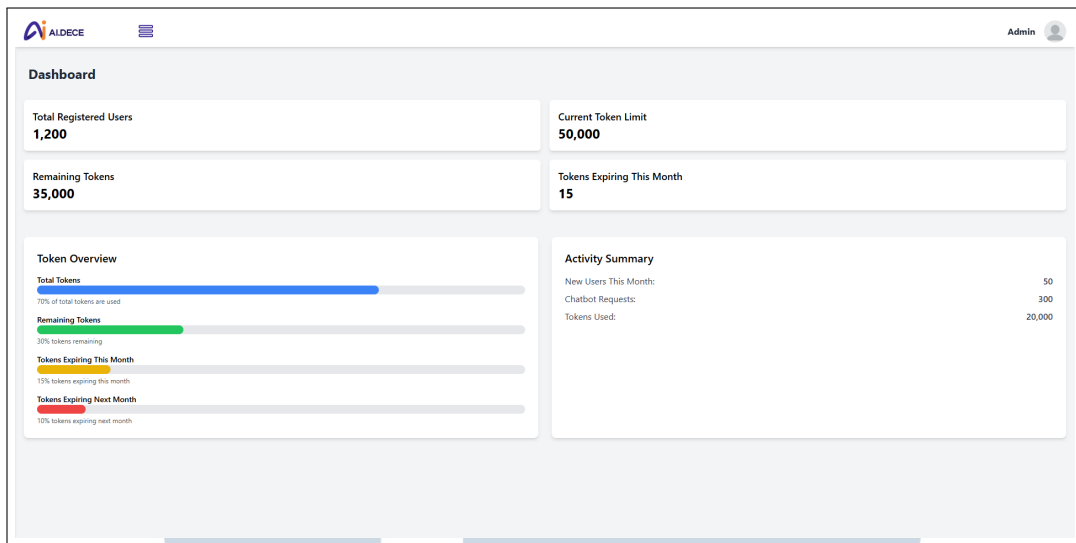 Ai AI.DECE
Admin
Dashboard
Total Registered Users
1,200
Current Token Limit
50,000
Remaining Tokens
35,000
Tokens Expiring This Month
15
Token Overview
Total Tokens
70% of total tokens are used
Remaining Tokens
30% tokens remaining
Tokens Expiring This Month
15% tokens expiring this month
Tokens Expiring Next Month
10% tokens expiring next month
Activity Summary
New Users This Month: 50
Chatbot Requests: 300
Tokens Used: 20,000